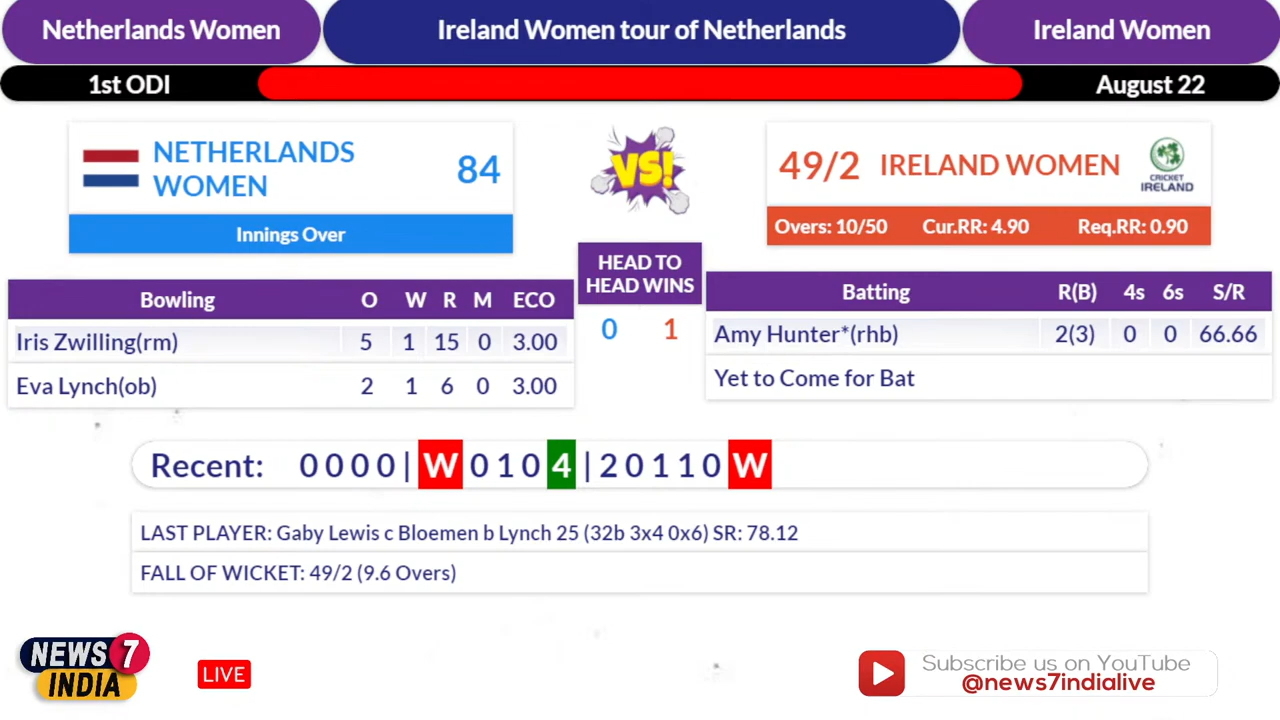 Netherlands Women
Ireland Women tour of Netherlands
Ireland Women
1st ODI
August 22
NETHERLANDS
WOMEN
84
Innings Over
VS!
49/2 IRELAND WOMEN
CRICKET
IRELAND
Overs: 10/50 Cur.RR: 4.90 Req.RR: 0.90
HEAD TO
HEAD WINS
0 1
Bowling O W R M ECO
Iris Zwilling(rm) 5 1 15 0 3.00
Eva Lynch(ob) 2 1 6 0 3.00
Batting R(B) 4s 6s S/R
Amy Hunter*(rhb) 2(3) 0 0 66.66
Yet to Come for Bat
Recent: 0 0 0 0 | W 0 1 0 4 | 2 0 1 1 0 W
LAST PLAYER: Gaby Lewis c Bloemen b Lynch 25 (32b 3x4 0x6) SR: 78.12
FALL OF WICKET: 49/2 (9.6 Overs)
NEWS 7
INDIA
LIVE
Subscribe us on YouTube
@news7indialive